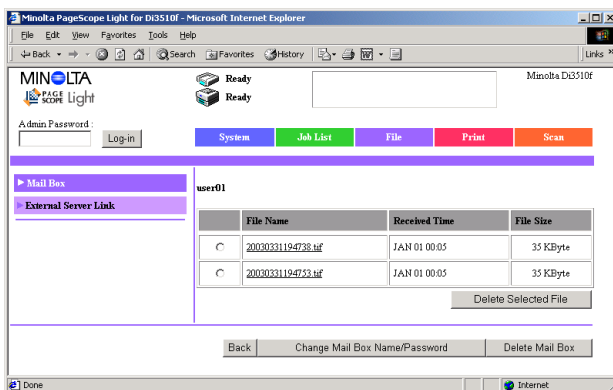 Minolta PageScope Light for Di3510f - Microsoft Internet Explorer
File Edit View Favorites Tools Help
Back Search Favorites History Links »
MINOLTA
PAGE SCOPE Light
Ready
Ready
Minolta Di3510f
Admin Password :
Log-in
System Job List File Print Scan
Mail Box
External Server Link
user01
File Name Received Time File Size
20030331194738.tif JAN 01 00:05 35 KByte
20030331194753.tif JAN 01 00:05 35 KByte
Delete Selected File
Back Change Mail Box Name/Password Delete Mail Box
Done Internet